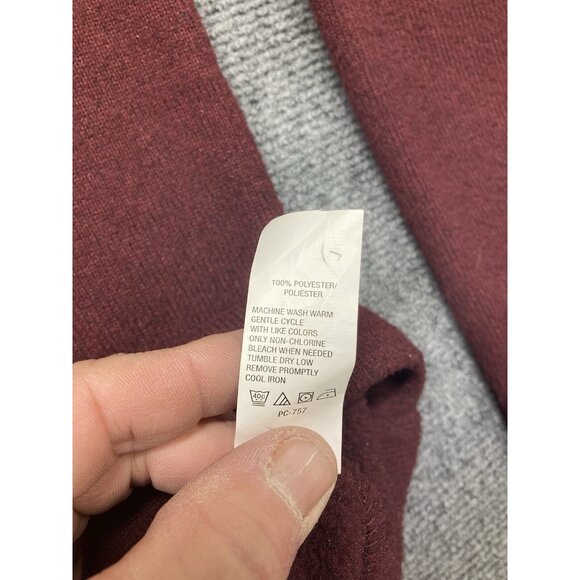 100% POLYESTER/
POLIÉSTER
MACHINE WASH WARM
GENTLE CYCLE
WITH LIKE COLORS
ONLY NON-CHLORINE
BLEACH WHEN NEEDED
TUMBLE DRY LOW
REMOVE PROMPTLY
COOL IRON
40c
PC-757